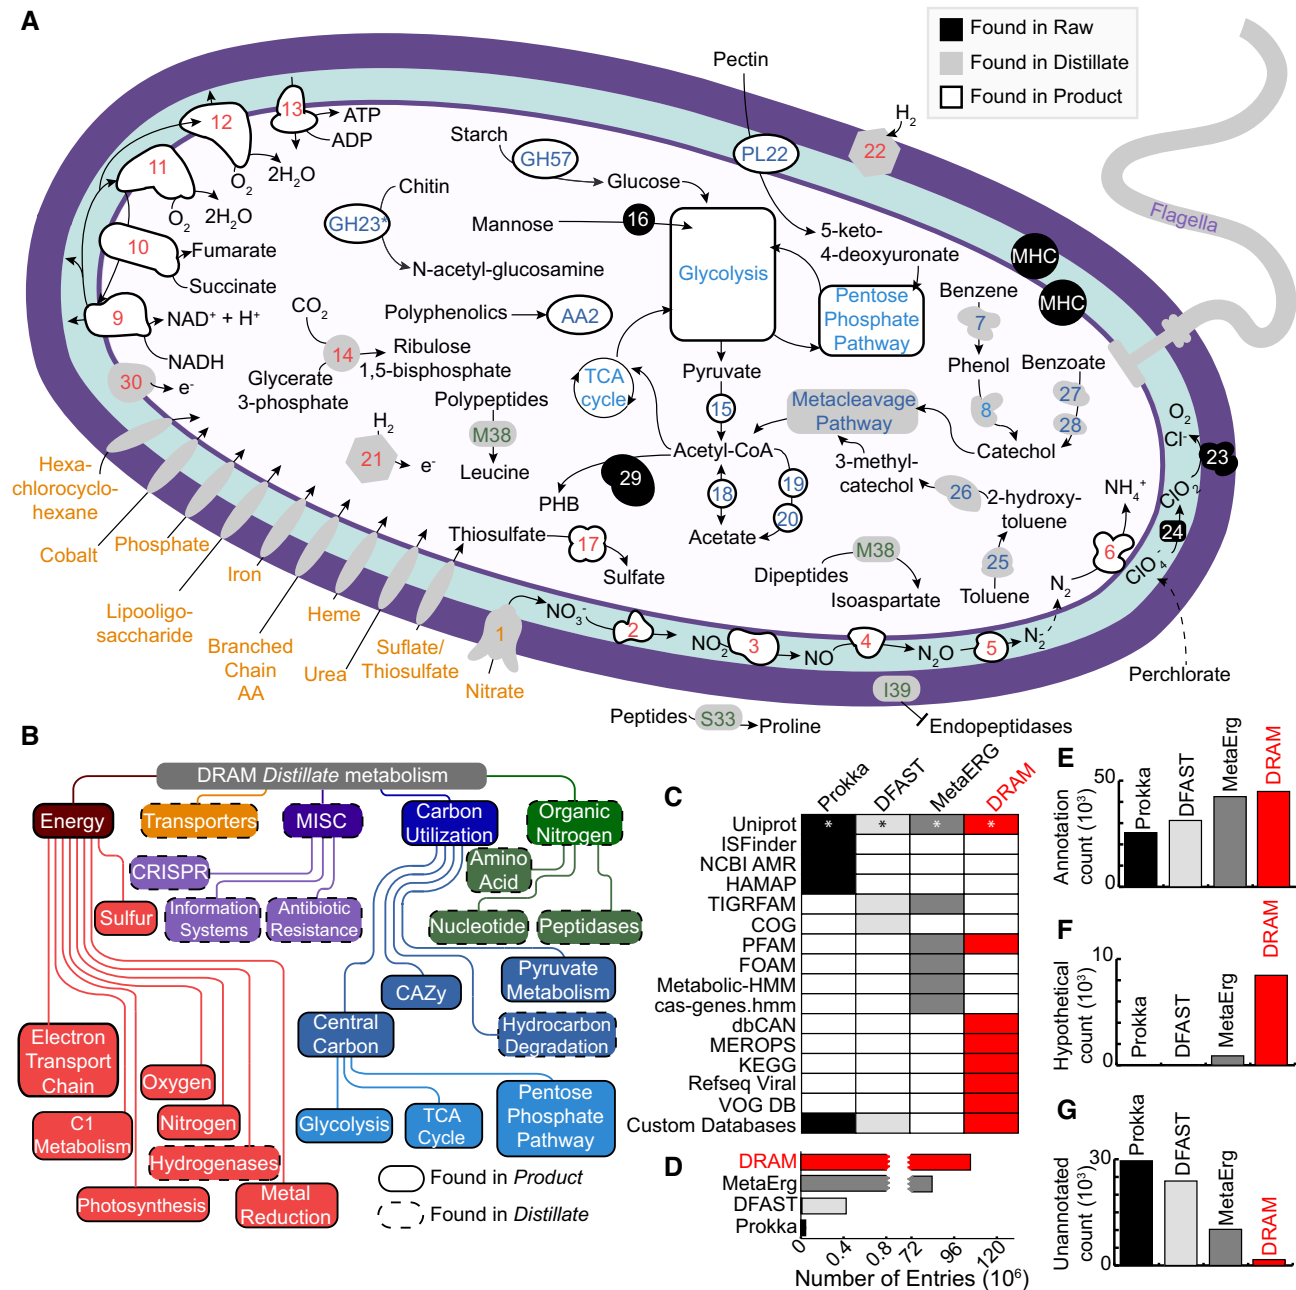 A
Found in Raw
Found in Distillate
Found in Product
Pectin
H2
22
Flagella
13
ATP
ADP
12
O2
2H2O
11
O2
2H2O
10
Fumarate
Succinate
9
NAD+ + H+
NADH
30
e-
Starch
GH57
Glucose
PL22
Chitin
GH23*
N-acetyl-glucosamine
Mannose
16
Glycolysis
5-keto-
4-deoxyuronate
Pentose
Phosphate
Pathway
MHC
MHC
Polyphenolics
AA2
CO2
14
Ribulose
1,5-bisphosphate
Glycerate
3-phosphate
TCA
cycle
Pyruvate
15
Acetyl-CoA
18
19
20
Acetate
PHB
29
Polypeptides
M38
Leucine
H2
21
e-
Thiosulfate
17
Sulfate
Benzene
7
Phenol
8
Benzoate
27
28
Catechol
Metacleavage
Pathway
3-methyl-
catechol
26
2-hydroxy-
toluene
25
Toluene
Dipeptides
M38
Isoaspartate
O2
Cl-
23
ClO2-
24
ClO4-
Perchlorate
NH4+
6
N2
Hexa-
chlorocyclo-
hexane
Cobalt
Phosphate
Lipooligo-
saccharide
Iron
Branched
Chain
AA
Heme
Urea
Suflate/
Thiosulfate
1
Nitrate
NO3-
2
NO2-
3
NO
4
N2O
5
N2-
I39
Endopeptidases
Peptides
S33
Proline
B
DRAM Distillate metabolism
Energy
Transporters
MISC
Carbon
Utilization
Organic
Nitrogen
CRISPR
Sulfur
Information
Systems
Antibiotic
Resistance
Amino
Acid
Nucleotide
Peptidases
Pyruvate
Metabolism
CAZy
Hydrocarbon
Degradation
Central
Carbon
Electron
Transport
Chain
Oxygen
C1
Metabolism
Nitrogen
Hydrogenases
Photosynthesis
Metal
Reduction
Glycolysis
TCA
Cycle
Pentose
Phosphate
Pathway
Found in Product
Found in Distillate
C
Prokka
DFAST
MetaERG
DRAM
Uniprot * * * *
ISFinder
NCBI AMR
HAMAP
TIGRFAM
COG
PFAM
FOAM
Metabolic-HMM
cas-genes.hmm
dbCAN
MEROPS
KEGG
Refseq Viral
VOG DB
Custom Databases
D
DRAM
MetaErg
DFAST
Prokka
0 0.4 0.8 72 96 120
Number of Entries (10⁶)
E
Annotation
count (10³)
50
0
Prokka
DFAST
MetaErg
DRAM
F
Hypothetical
count (10³)
10
0
Prokka
DFAST
MetaErg
DRAM
G
Unannotated
count (10³)
30
0
Prokka
DFAST
MetaErg
DRAM